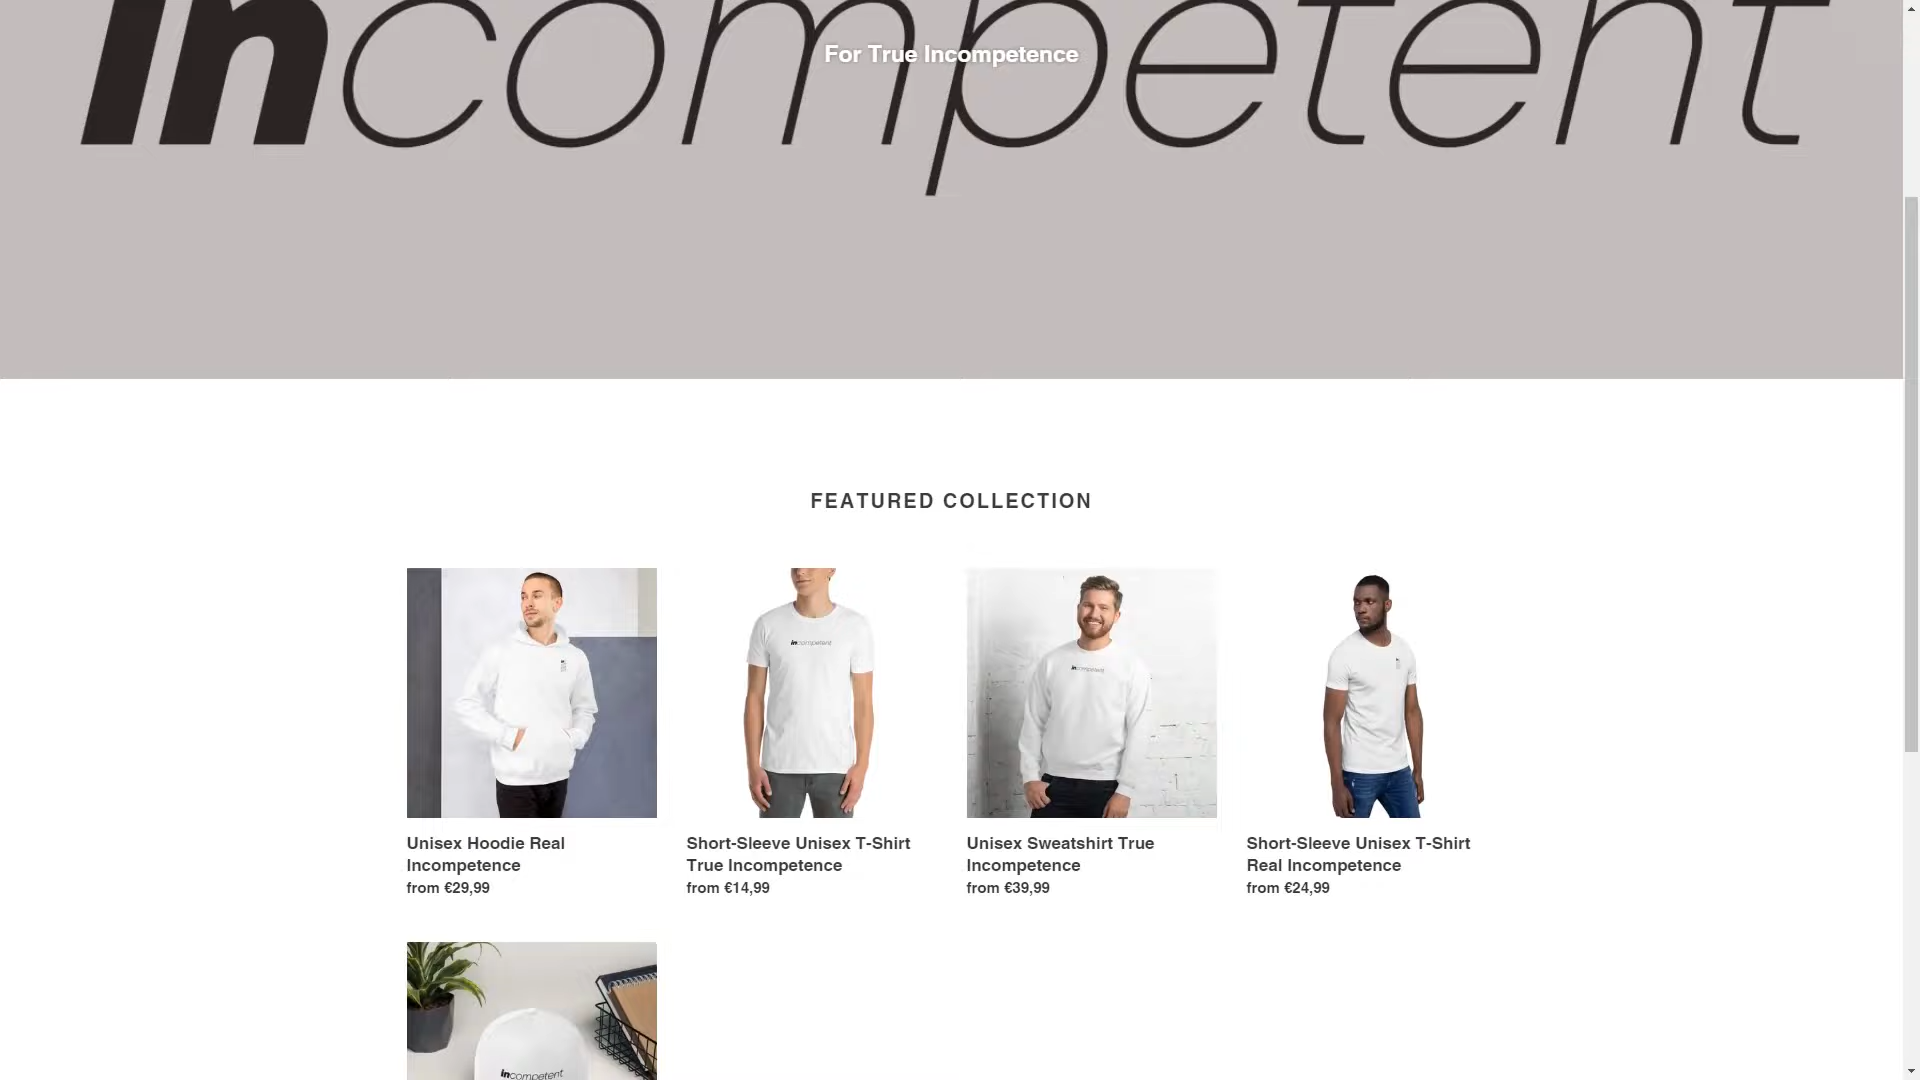 incompetent
For True Incompetence
FEATURED COLLECTION
incompetent
incompetent
Unisex Hoodie Real
Incompetence
from €29,99
Short-Sleeve Unisex T-Shirt
True Incompetence
from €14,99
Unisex Sweatshirt True
Incompetence
from €39,99
Short-Sleeve Unisex T-Shirt
Real Incompetence
from €24,99
incompetent